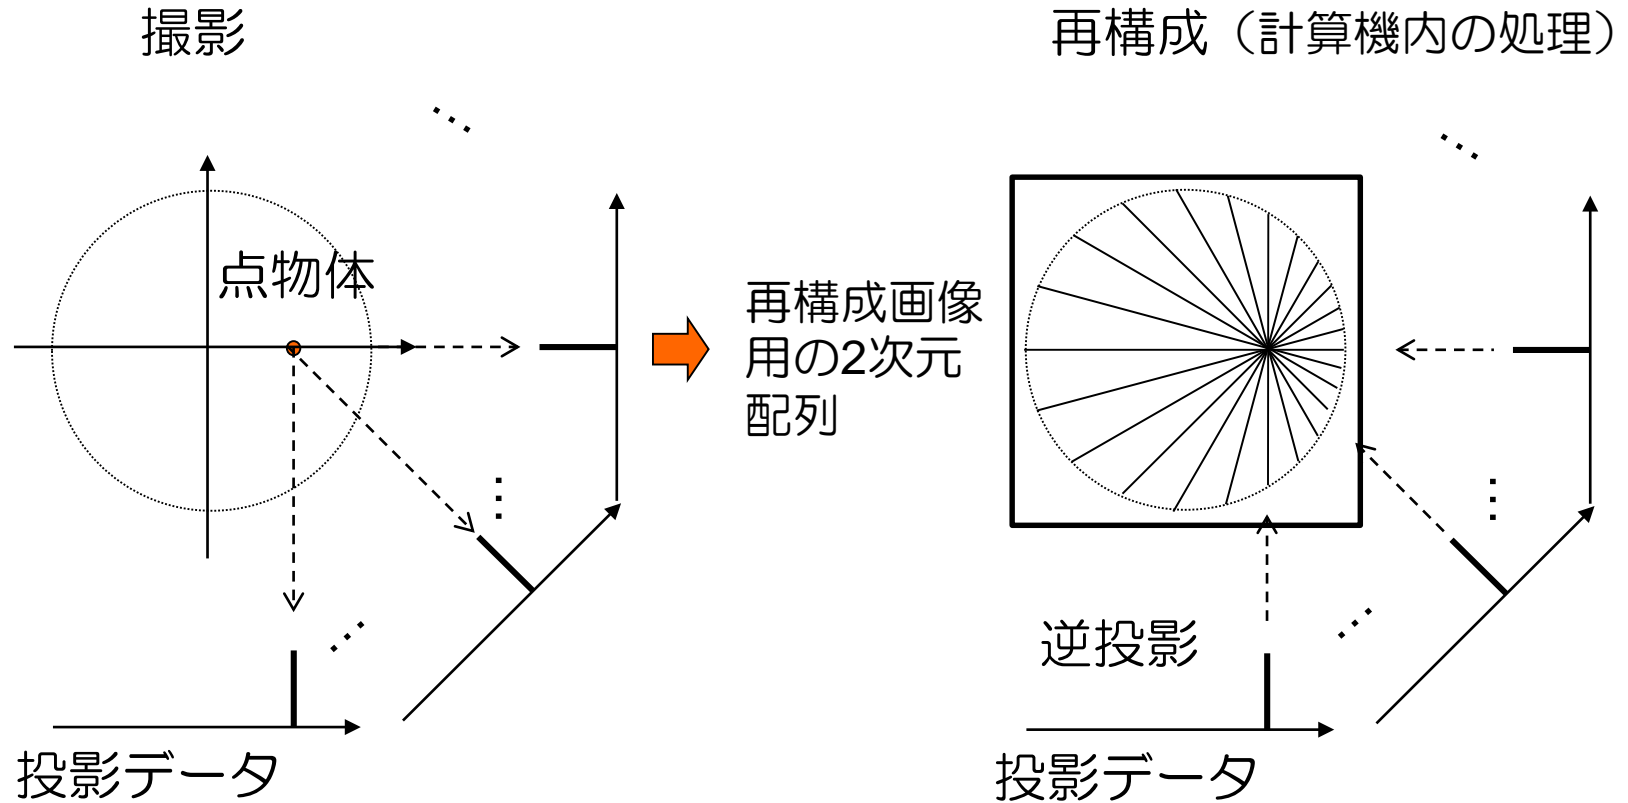 撮影
再構成（計算機内の処理）
点物体
再構成画像
用の2次元
配列
逆投影
投影データ
投影データ